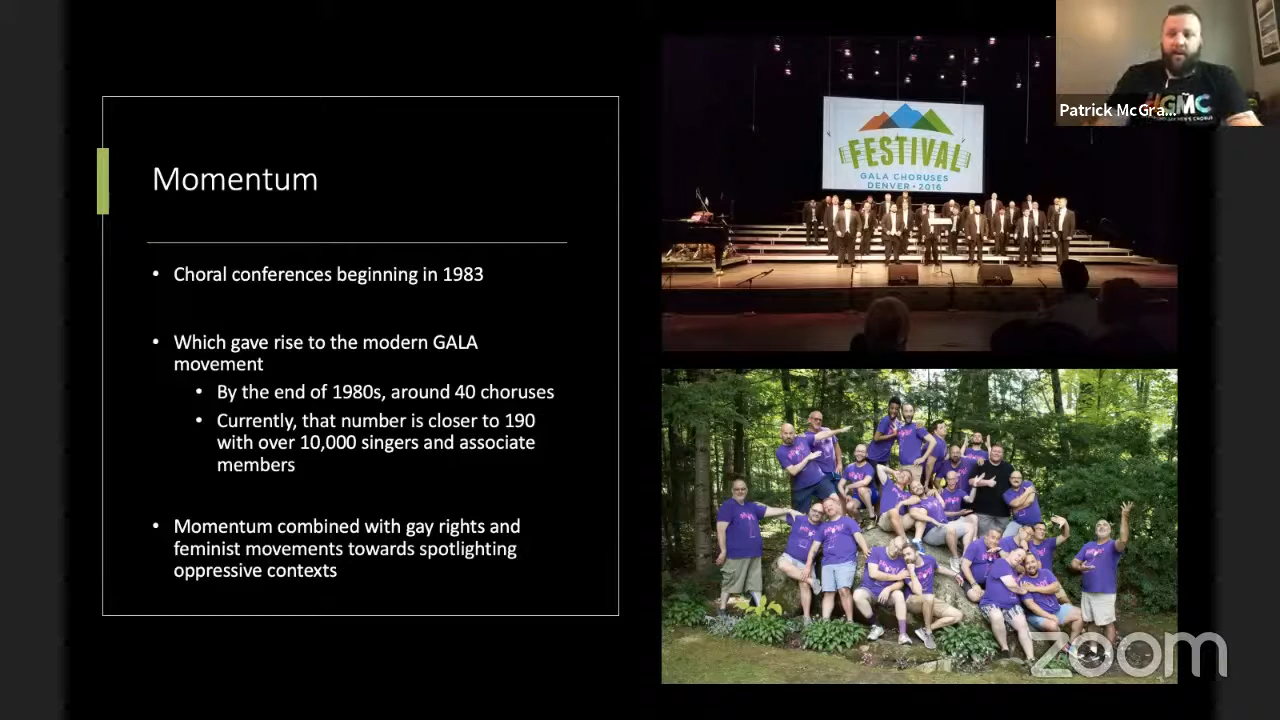 Momentum
• Choral conferences beginning in 1983
• Which gave rise to the modern GALA
movement
• By the end of 1980s, around 40 choruses
• Currently, that number is closer to 190
with over 10,000 singers and associate
members
• Momentum combined with gay rights and
feminist movements towards spotlighting
oppressive contexts
FESTIVAL
GALA CHORUSES
DENVER • 2016
Patrick McGra...
HGMC
zoom